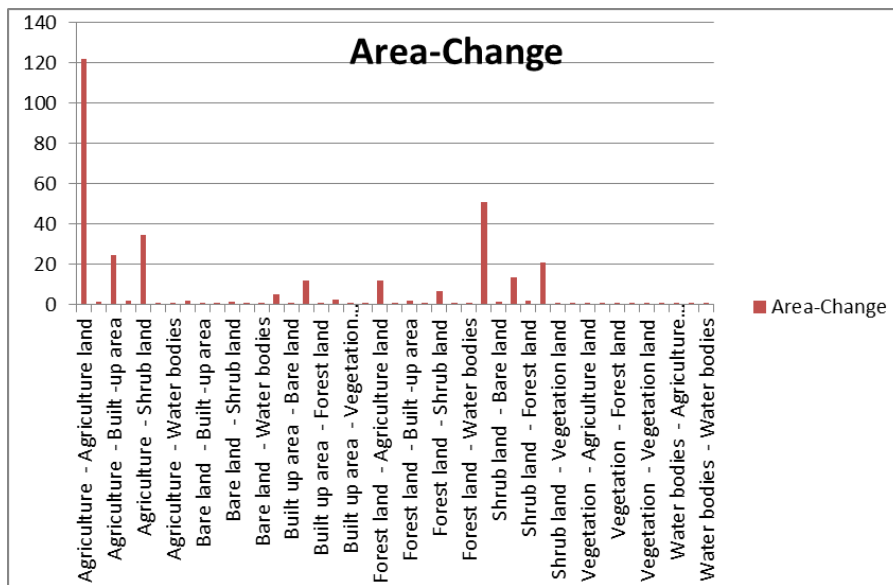 Area-Change
140
120
100
80
60
40
20
0
Agriculture - Agriculture land
Agriculture - Built -up area
Agriculture - Shrub land
Agriculture - Water bodies
Bare land - Built -up area
Bare land - Shrub land
Bare land - Water bodies
Built up area - Bare land
Built up area - Forest land
Built up area - Vegetation…
Forest land - Agriculture land
Forest land - Built -up area
Forest land - Shrub land
Forest land - Water bodies
Shrub land - Bare land
Shrub land - Forest land
Shrub land - Vegetation land
Vegetation - Agriculture land
Vegetation - Forest land
Vegetation - Vegetation land
Water bodies - Agriculture…
Water bodies - Water bodies
Area-Change